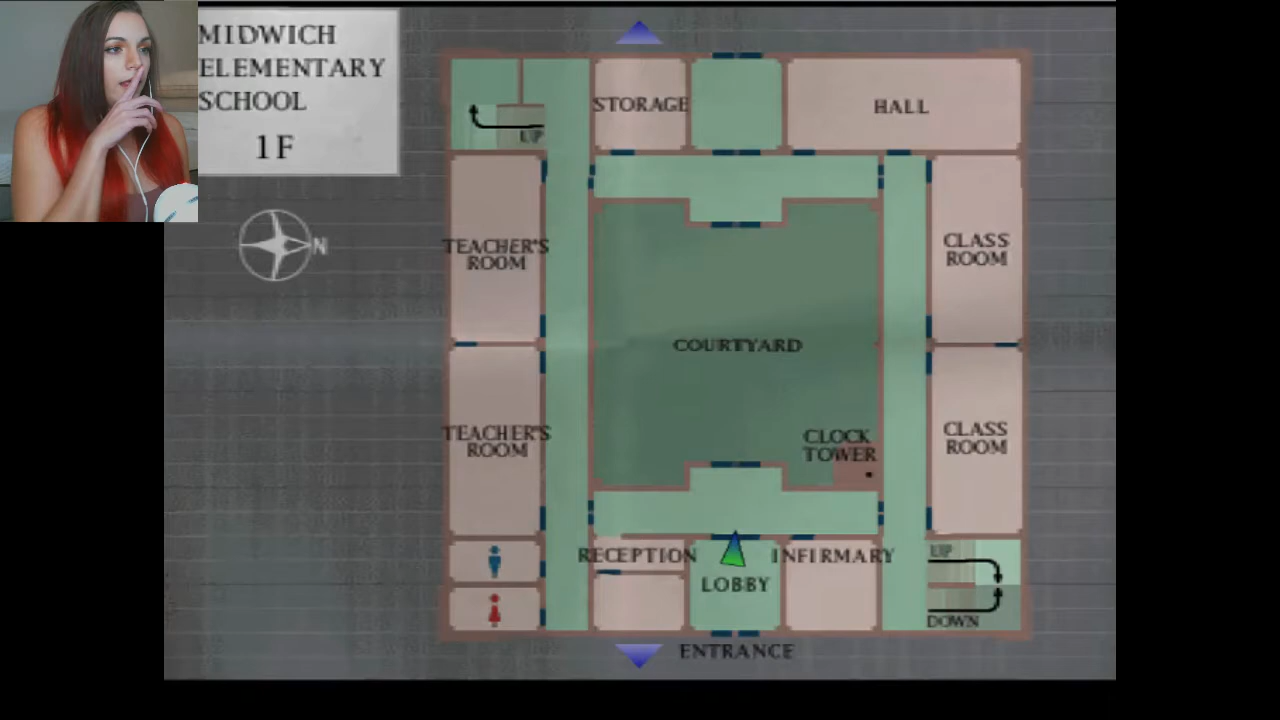 MIDWICH
ELEMENTARY
SCHOOL
1F
N
UP
STORAGE
HALL
TEACHER'S
ROOM
CLASS
ROOM
COURTYARD
TEACHER'S
ROOM
CLOCK
TOWER
CLASS
ROOM
RECEPTION
LOBBY
INFIRMARY
UP
DOWN
ENTRANCE